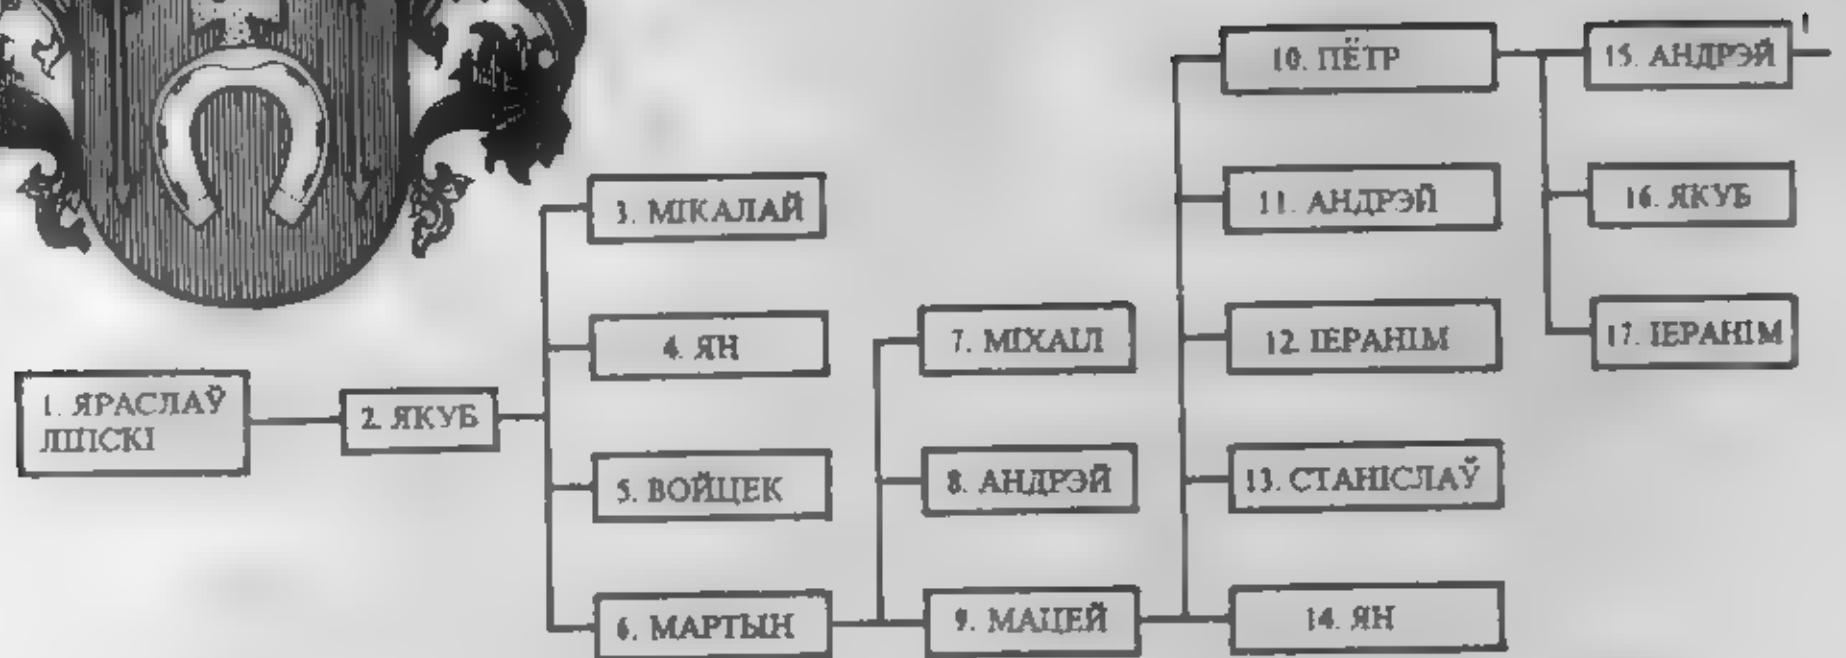 1. ЯРАСЛАЎ
ЛІПСКІ
2. ЯКУБ
3. МІКАЛАЙ
4. ЯН
5. ВОЙЦЕК
6. МАРТЫН
7. МІХАІЛ
8. АНДРЭЙ
9. МАЦЕЙ
10. ПЁТР
11. АНДРЭЙ
12. ІЕРАНІМ
13. СТАНІСЛАЎ
14. ЯН
15. АНДРЭЙ
16. ЯКУБ
17. ІЕРАНІМ